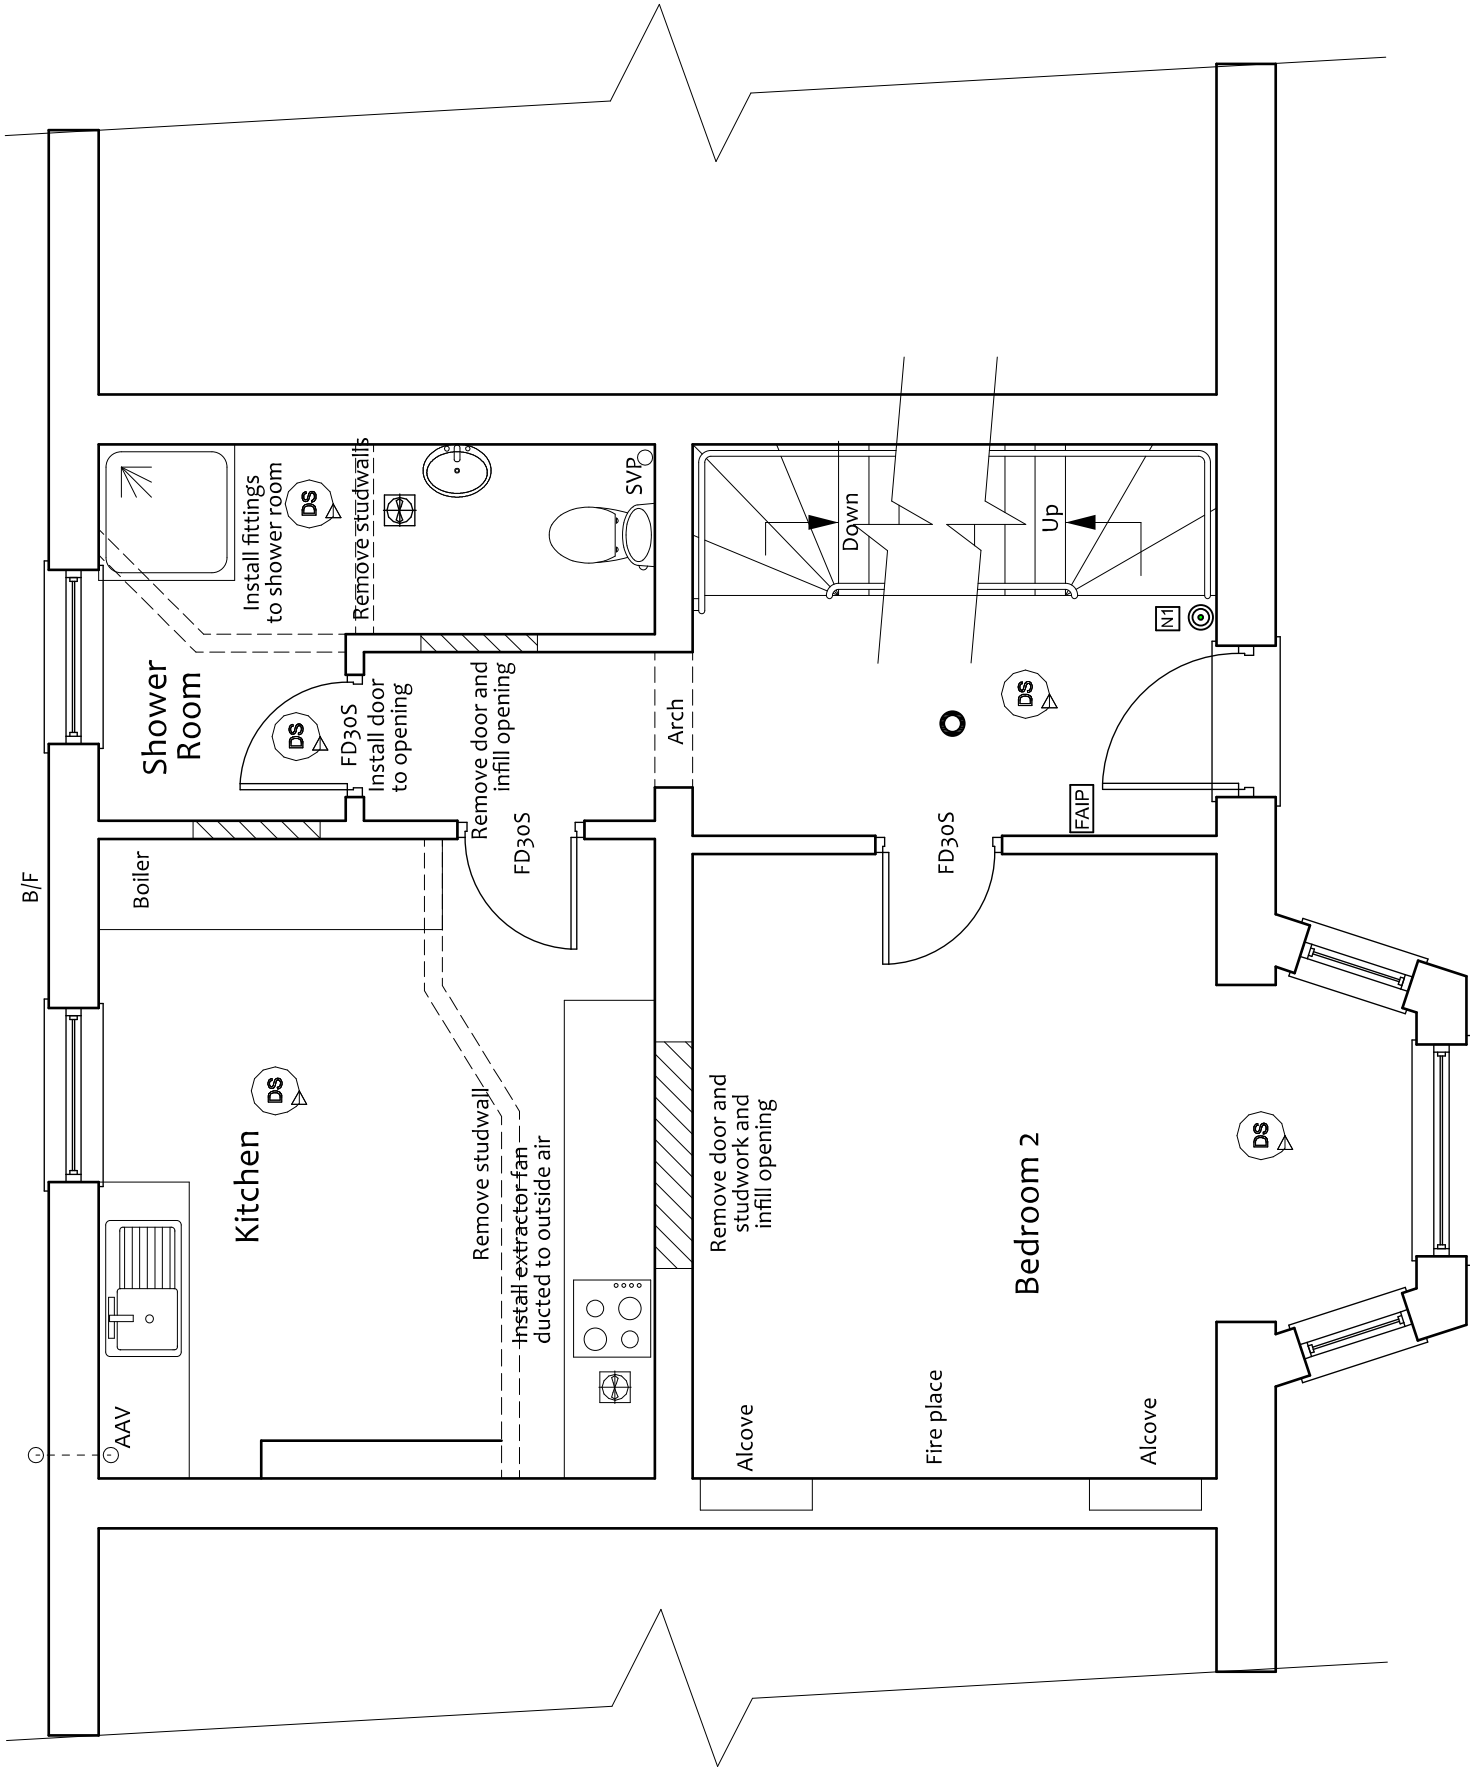 B/F
AAV
Boiler
Kitchen
DS
Shower
Room
DS
FD30S
Install door
to opening
Install fittings
to shower room
DS
Remove studwalls
SVP
Remove door and
infill opening
FD30S
Remove studwall
Install extractor fan
ducted to outside air
Arch
Remove door and
studwork and
infill opening
Alcove
Fire place
Alcove
Bedroom 2
DS
FD30S
FAIP
DS
N1
Down
Up